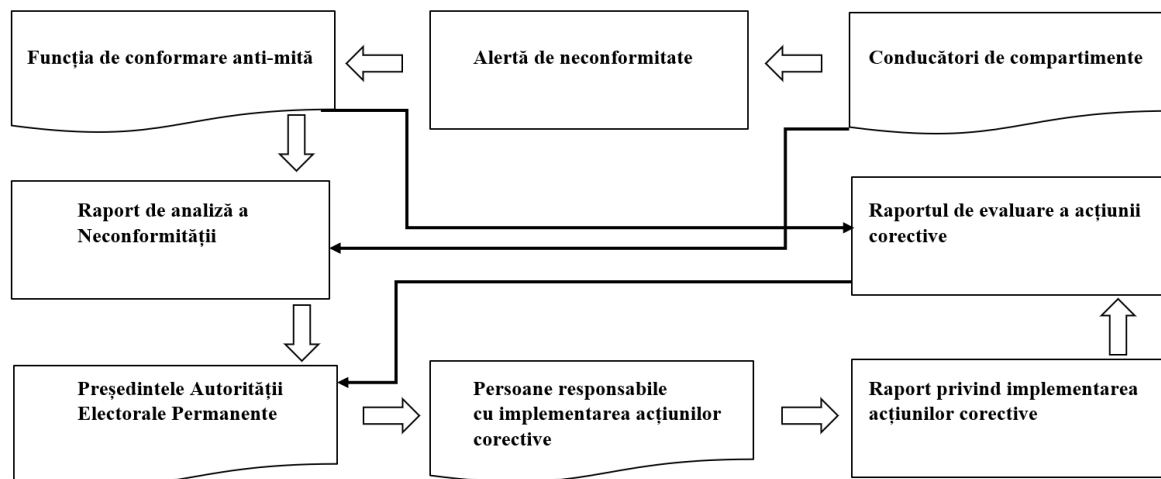 Funcția de conformare anti-mită
Alertă de neconformitate
Conducători de compartimente
Raport de analiză a
Neconformității
Raportul de evaluare a acțiunii
corective
Președintele Autorității
Electorale Permanente
Persoane responsabile
cu implementarea acțiunilor
corective
Raport privind implementarea
acțiunilor corective